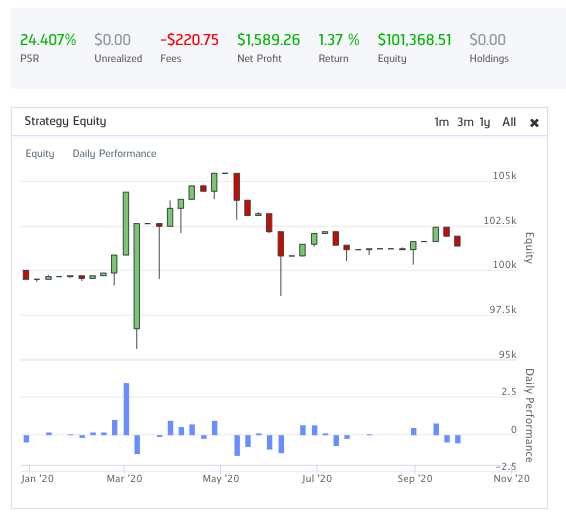 24.407% $0.00 -$220.75 $1,589.26 1.37 % $101,368.51 $0.00
PSR Unrealized Fees Net Profit Return Equity Holdings
Strategy Equity 1m 3m 1y All ✖
Equity Daily Performance
105k
102.5k
Equity
100k
97.5k
95k
Daily Performance
2.5
0
-2.5
Jan '20 Mar '20 May '20 Jul '20 Sep '20 Nov '20